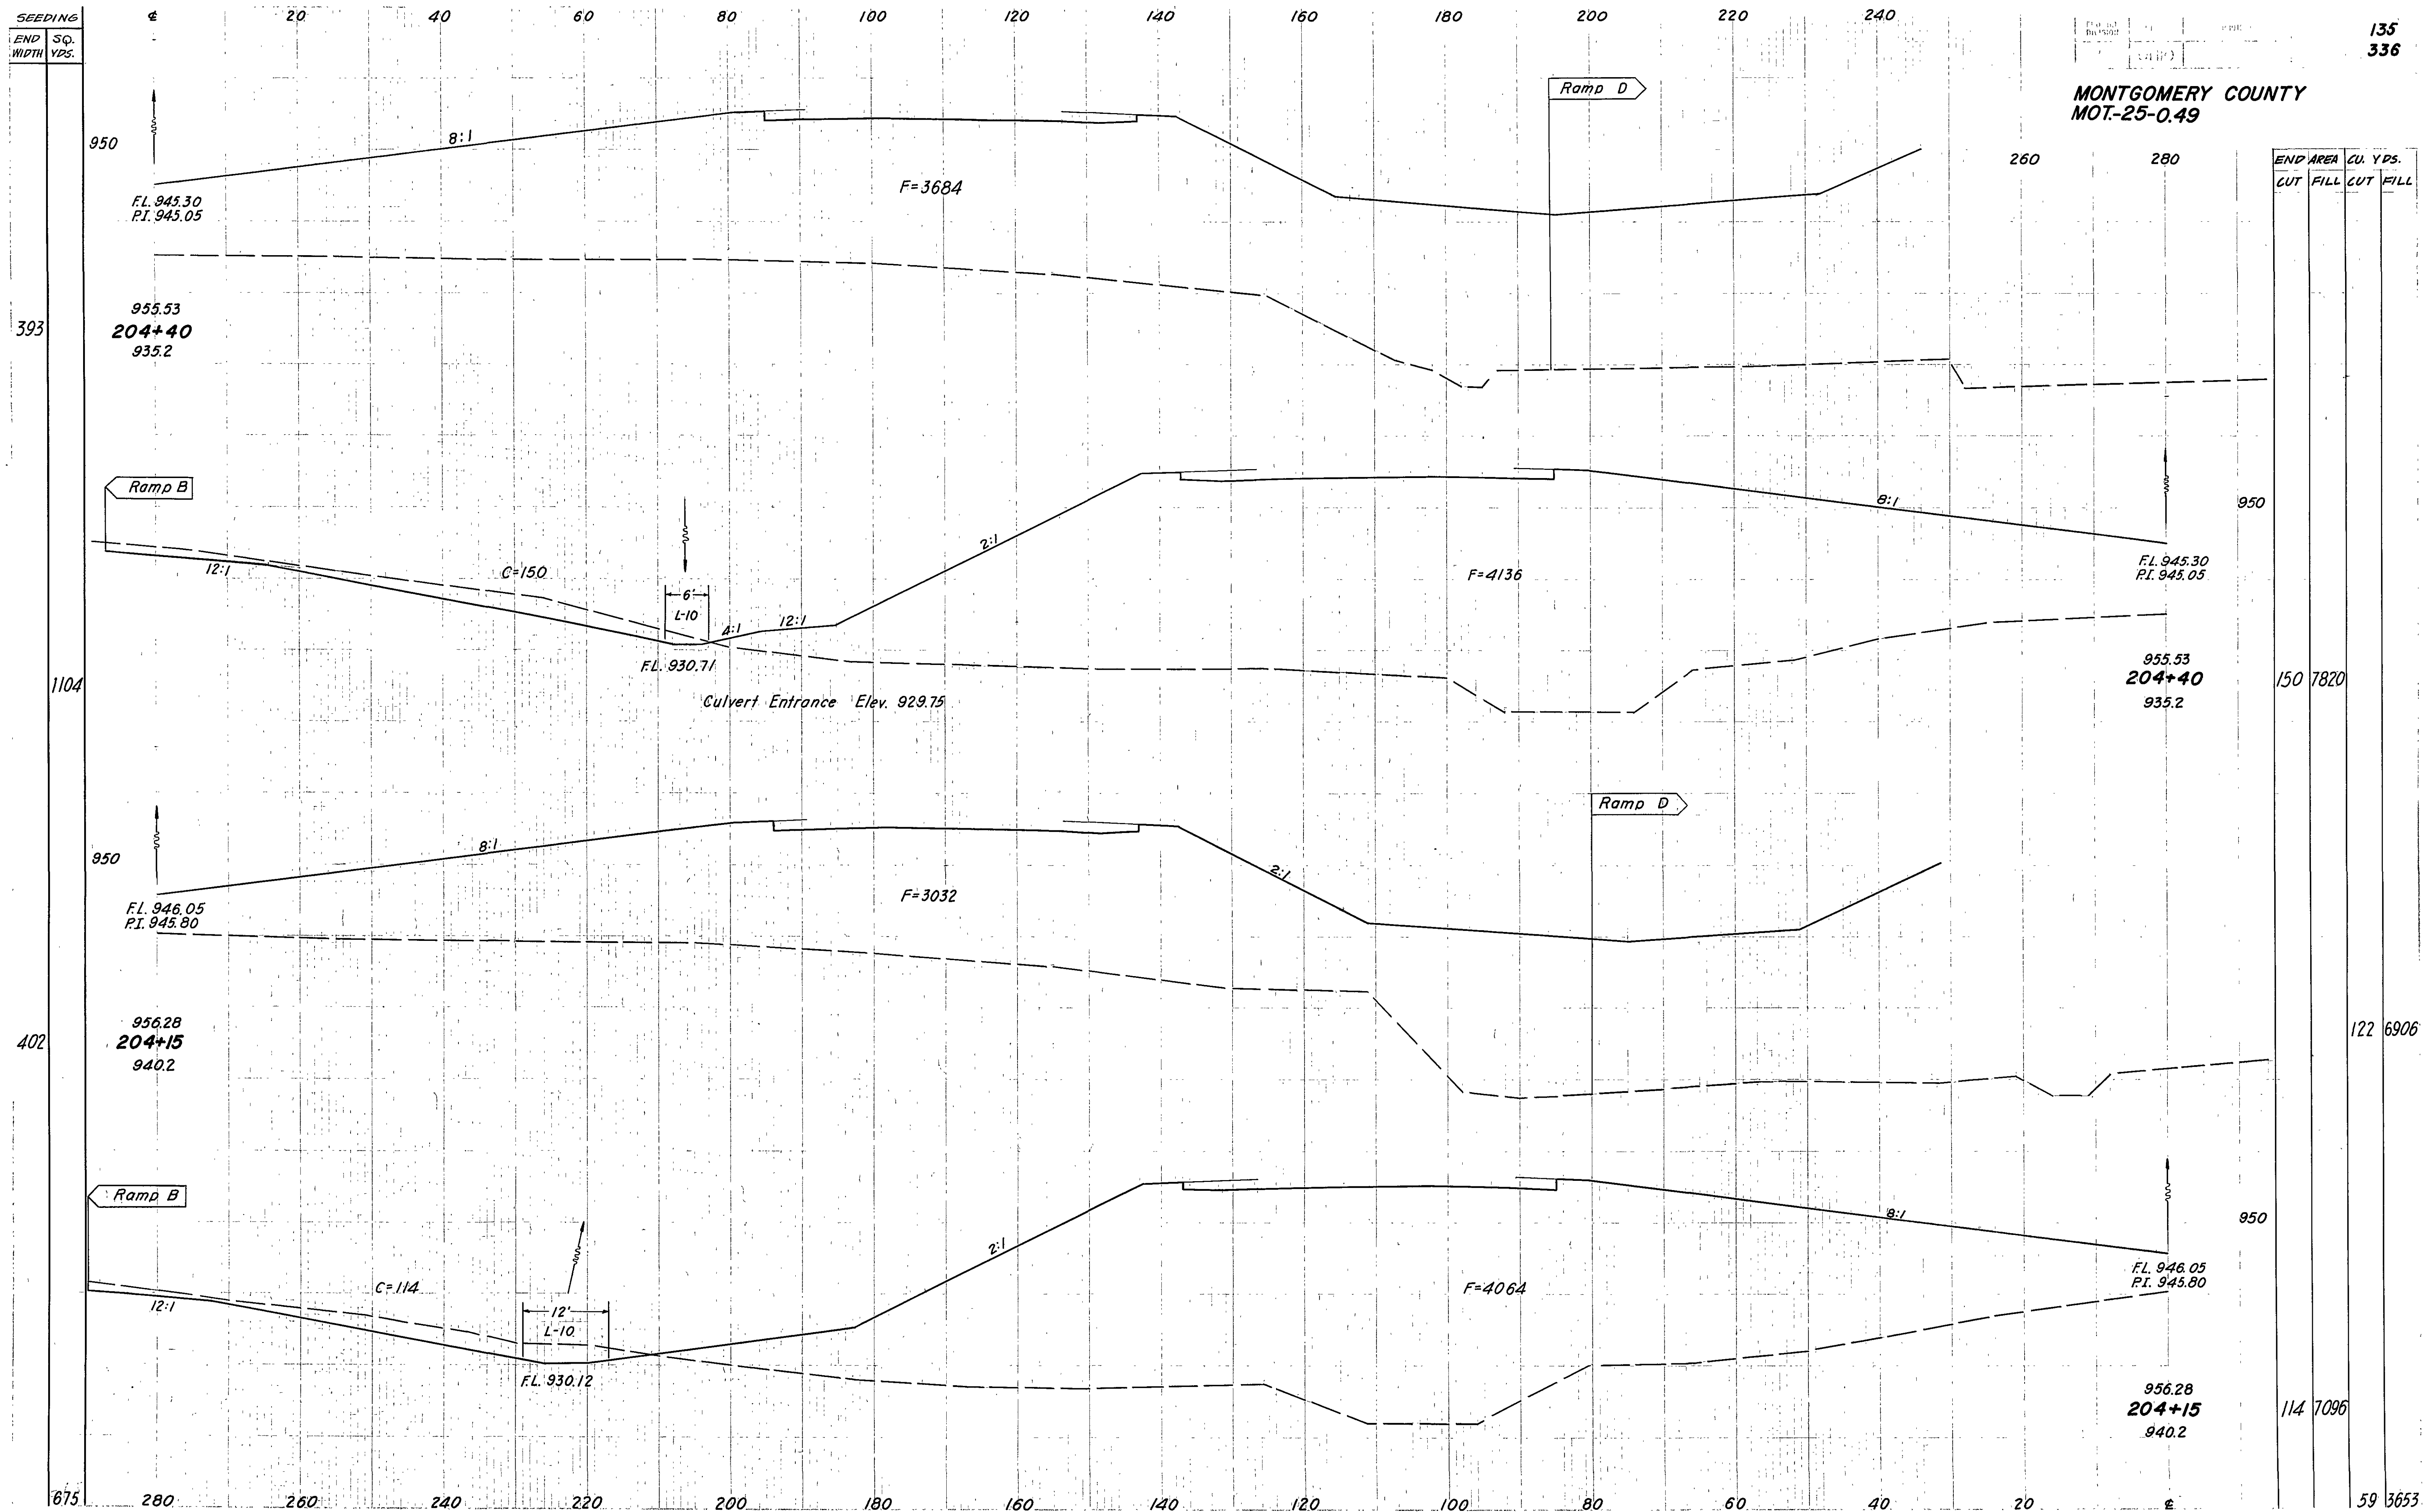 SEEDING
END WIDTH
SQ. YDS.
℄ 20 40 60 80 100 120 140 160 180 200 220 240
135
336
MONTGOMERY COUNTY
MOT.-25-0.49
260 280
END AREA CU. YDS.
CUT FILL CUT FILL
Ramp D
950
8:1
F=3684
F.L. 945.30
P.I. 945.05
955.53
204+40
935.2
393
Ramp B
950
8:1
2:1
12:1
C=150
6'
L-10
4:1
12:1
F=4136
F.L. 945.30
P.I. 945.05
F.L. 930.71
Culvert Entrance Elev. 929.75
955.53
204+40
935.2
150 7820
1104
Ramp D
950
8:1
2:1
F=3032
F.L. 946.05
P.I. 945.80
956.28
204+15
940.2
402
122 6906
Ramp B
950
8:1
2:1
12:1
C=114
12'
L-10
F=4064
F.L. 946.05
P.I. 945.80
F.L. 930.12
956.28
204+15
940.2
114 7096
675
280 260 240 220 200 180 160 140 120 100 80 60 40 20 ℄
59 3653